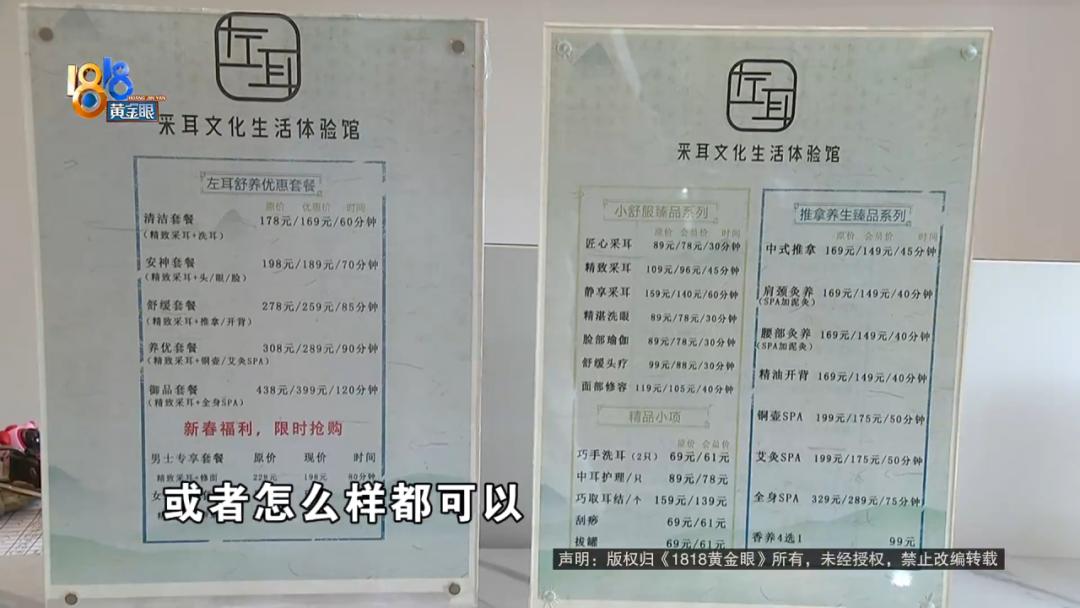 1818
HUANG JIN YAN
黄金眼
左耳
采耳文化生活体验馆
左耳舒养优惠套餐
原价 优惠价 时间
清洁套餐 178元/169元/60分钟
(精致采耳+洗耳)
安神套餐 198元/189元/70分钟
(精致采耳+头/眼/脸)
舒缓套餐 278元/259元/85分钟
(精致采耳+推拿/开背)
养优套餐 308元/289元/90分钟
(精致采耳+铜壶/艾灸SPA)
御品套餐 438元/399元/120分钟
(精致采耳+全身SPA)
新春福利，限时抢购
男士专享套餐 原价 现价 时间
精致采耳+修面 228元 198元 80分钟
女
左耳
采耳文化生活体验馆
小舒服臻品系列
原价 会员价 时间
匠心采耳 89元/78元/30分钟
精致采耳 109元/96元/45分钟
静享采耳 159元/140元/60分钟
精湛洗眼 89元/78元/30分钟
脸部瑜伽 89元/78元/30分钟
舒缓头疗 99元/88元/30分钟
面部修容 119元/105元/40分钟
精品小项
原价 会员价
巧手洗耳(2只) 69元/61元
中耳护理/只 89元/78元
巧取耳结/个 159元/139元
刮痧 69元/61元
拔罐 69元/61元
推拿养生臻品系列
原价 会员价 时间
中式推拿 169元/149元/45分钟
肩颈灸养 169元/149元/40分钟
(SPA加泥灸)
腰部灸养 169元/149元/40分钟
(SPA加泥灸)
精油开背 169元/149元/40分钟
铜壶SPA 199元/175元/50分钟
艾灸SPA 199元/175元/50分钟
全身SPA 329元/289元/75分钟
香养4选1 99元
或者怎么样都可以
声明：版权归《1818黄金眼》所有，未经授权，禁止改编转载